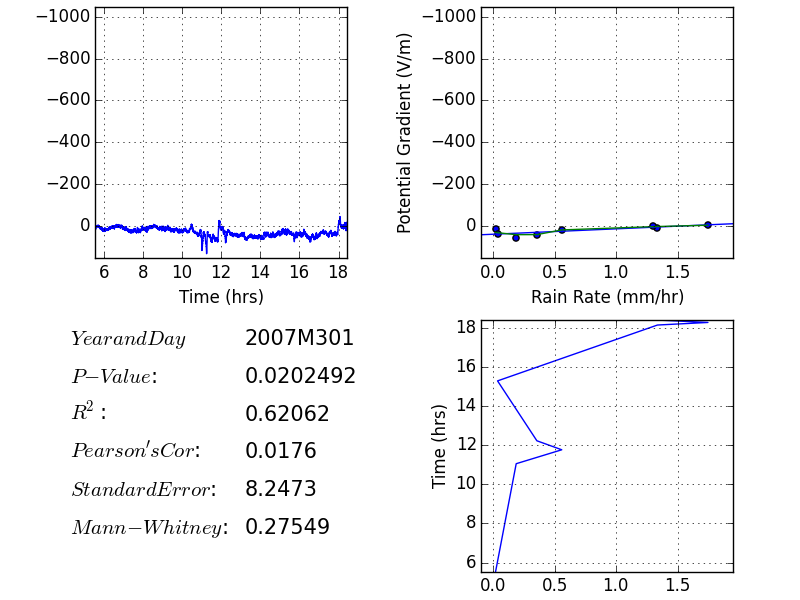 −1000
−800
−600
−400
−200
0
6 8 10 12 14 16 18
Time (hrs)
Potential Gradient (V/m)
−1000
−800
−600
−400
−200
0
0.0 0.5 1.0 1.5
Rain Rate (mm/hr)
YearandDay 2007M301
P−Value: 0.0202492
R²: 0.62062
Pearson'sCor: 0.0176
StandardError: 8.2473
Mann−Whitney: 0.27549
Time (hrs)
18
16
14
12
10
8
6
0.0 0.5 1.0 1.5